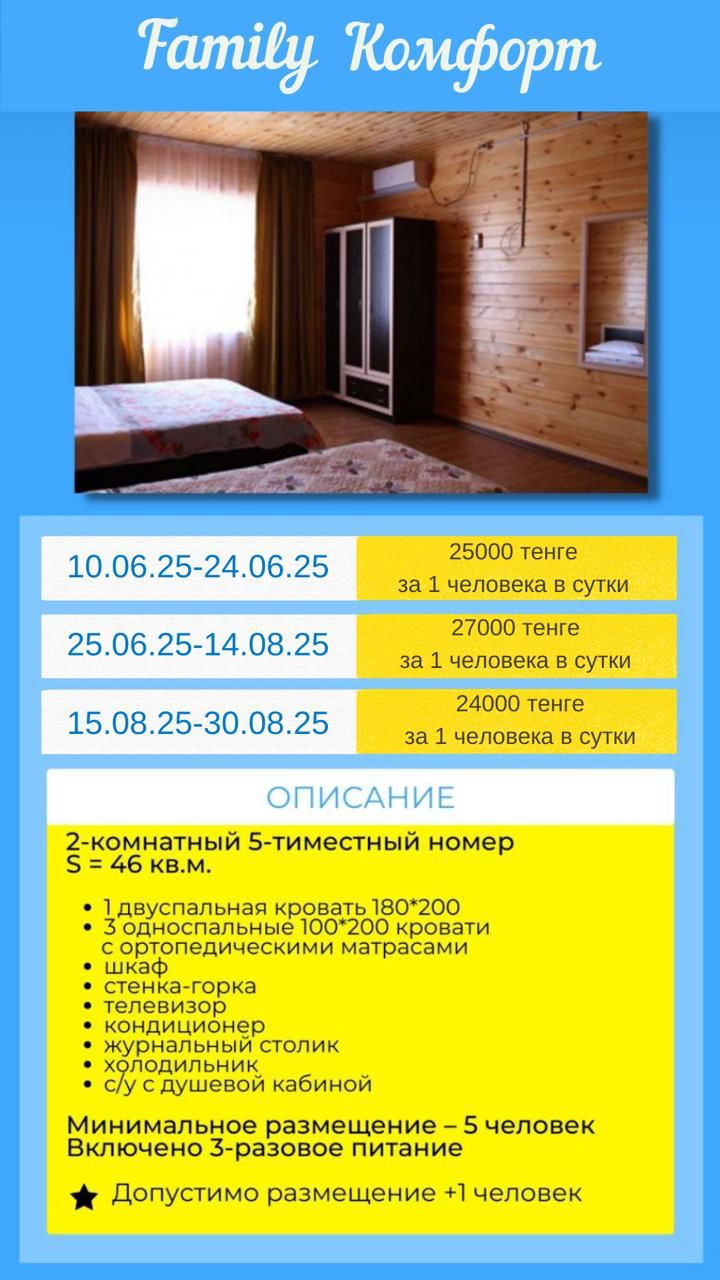 Family Комфорт
10.06.25-24.06.25
25000 тенге
за 1 человека в сутки
25.06.25-14.08.25
27000 тенге
за 1 человека в сутки
15.08.25-30.08.25
24000 тенге
за 1 человека в сутки
ОПИСАНИЕ
2-комнатный 5-тиместный номер
S = 46 кв.м.
• 1 двуспальная кровать 180*200
• 3 односпальные 100*200 кровати
с ортопедическими матрасами
• шкаф
• стенка-горка
• телевизор
• кондиционер
• журнальный столик
• холодильник
• с/у с душевой кабиной
Минимальное размещение – 5 человек
Включено 3-разовое питание
★ Допустимо размещение +1 человек